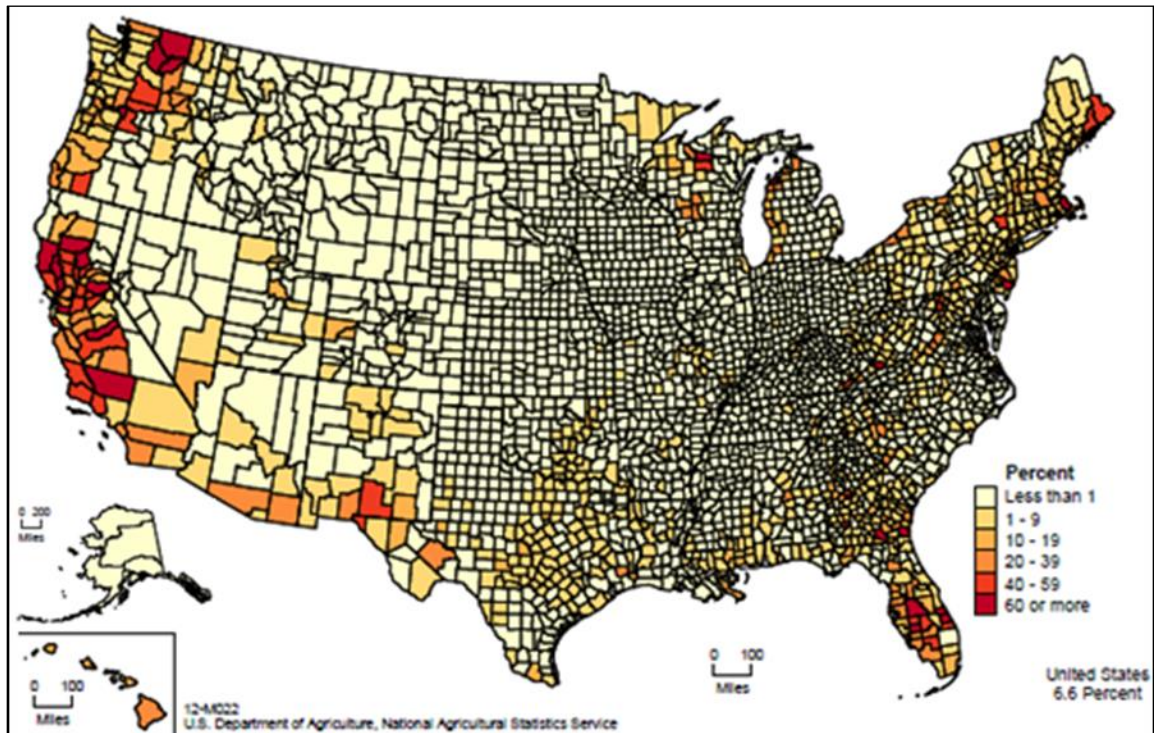 Percent
Less than 1
1 - 9
10 - 19
20 - 39
40 - 59
60 or more
0 200
Miles
0 100
Miles
0 100
Miles
United States
6.6 Percent
12-M022
U.S. Department of Agriculture, National Agricultural Statistics Service